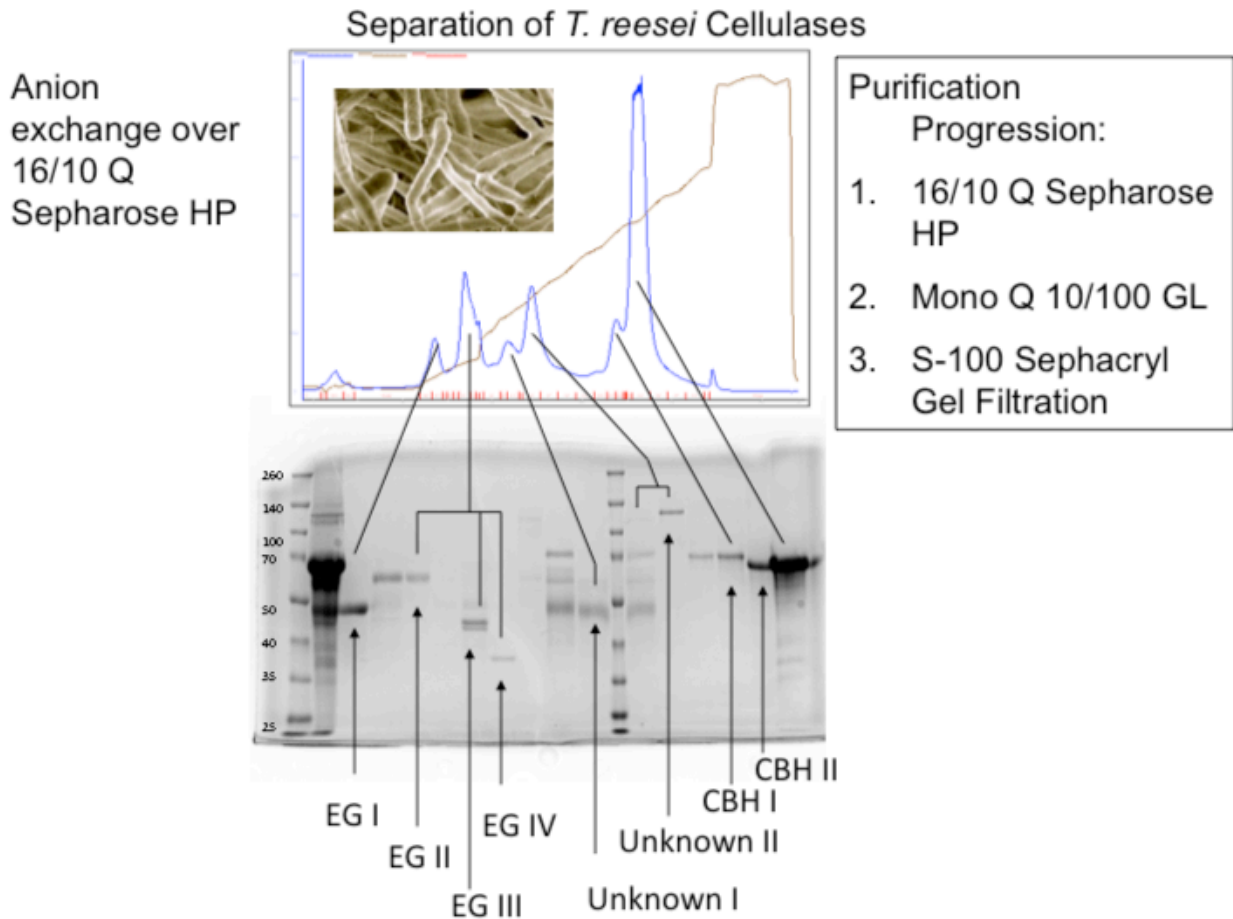 Separation of T. reesei Cellulases
Anion
exchange over
16/10 Q
Sepharose HP
Purification
Progression:
1. 16/10 Q Sepharose
HP
2. Mono Q 10/100 GL
3. S-100 Sephacryl
Gel Filtration
260
140
100
70
50
40
35
25
EG I
EG II
EG III
EG IV
Unknown I
Unknown II
CBH I
CBH II